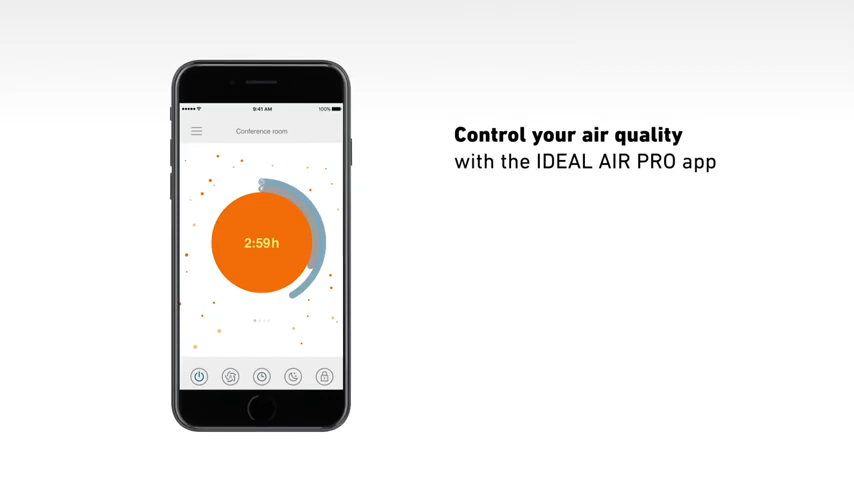 9:41 AM 100%
Conference room
2:59h
Control your air quality
with the IDEAL AIR PRO app